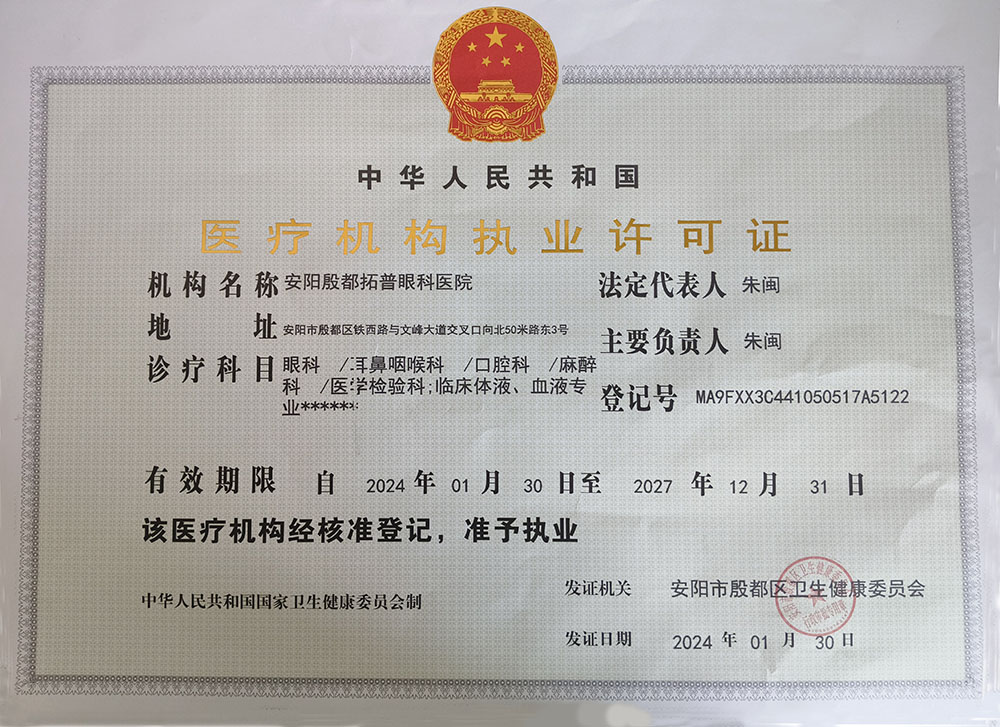 中华人民共和国
医疗机构执业许可证
机构名称 安阳殷都拓普眼科医院
法定代表人 朱闽
地址 安阳市殷都区铁西路与文峰大道交叉口向北50米路东3号
主要负责人 朱闽
诊疗科目 眼科 /耳鼻咽喉科 /口腔科 /麻醉
科 /医学检验科;临床体液、血液专
业******
登记号 MA9FXX3C441050517A5122
有效期限 自 2024 年 01 月 30 日至 2027 年 12 月 31 日
该医疗机构经核准登记，准予执业
中华人民共和国国家卫生健康委员会制
发证机关 安阳市殷都区卫生健康委员会
发证日期 2024 年 01 月 30 日